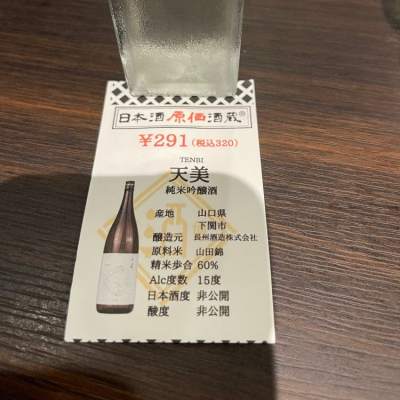 日本酒原価酒蔵®
¥291(税込320)
TENBI
天美
純米吟醸酒
産地 山口県
下関市
醸造元 長州酒造株式会社
原料米 山田錦
精米歩合 60%
Alc度数 15度
日本酒度 非公開
酸度 非公開